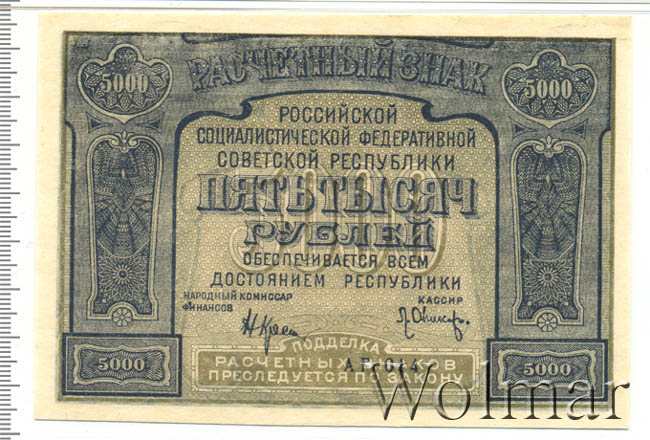 5000 5000
РАСЧЕТНЫЙ ЗНАК
РОССИЙСКОЙ
СОЦИАЛИСТИЧЕСКОЙ ФЕДЕРАТИВНОЙ
СОВЕТСКОЙ РЕСПУБЛИКИ
5000
ПЯТЬ ТЫСЯЧ
РУБЛЕЙ
ОБЕСПЕЧИВАЕТСЯ ВСЕМ
ДОСТОЯНИЕМ РЕСПУБЛИКИ
НАРОДНЫЙ КОМИССАР
ФИНАНСОВ
КАССИР
ПОДДЕЛКА
РАСЧЕТНЫХ ЗНАКОВ
ПРЕСЛЕДУЕТСЯ ПО ЗАКОНУ
5000 5000
Wolmar